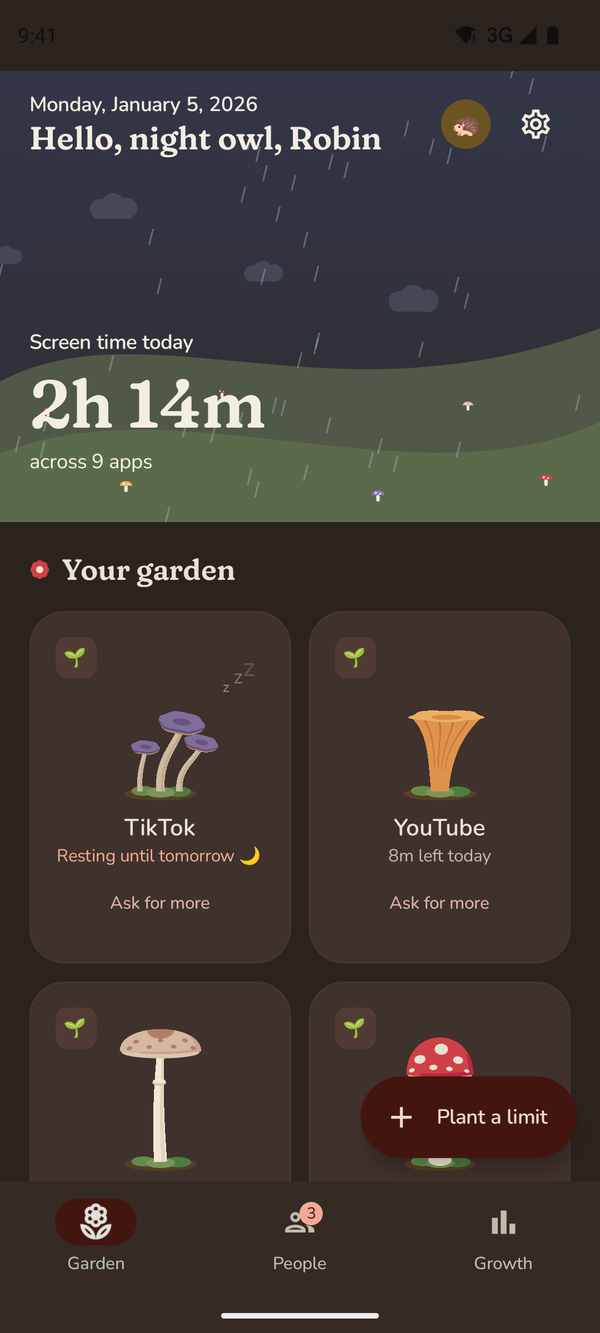 9:41
3G
Monday, January 5, 2026
Hello, night owl, Robin
Screen time today
2h 14m
across 9 apps
Your garden
z z Z
TikTok
Resting until tomorrow 🌙
Ask for more
YouTube
8m left today
Ask for more
Plant a limit
Garden
3
People
Growth